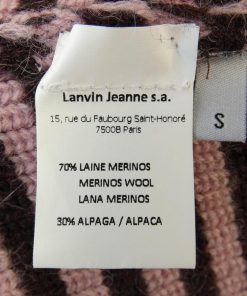 Lanvin Jeanne s.a.
15, rue du Faubourg Saint-Honoré
75008 Paris
70% LAINE MERINOS
MERINOS WOOL
LANA MERINOS
30% ALPAGA / ALPACA
S